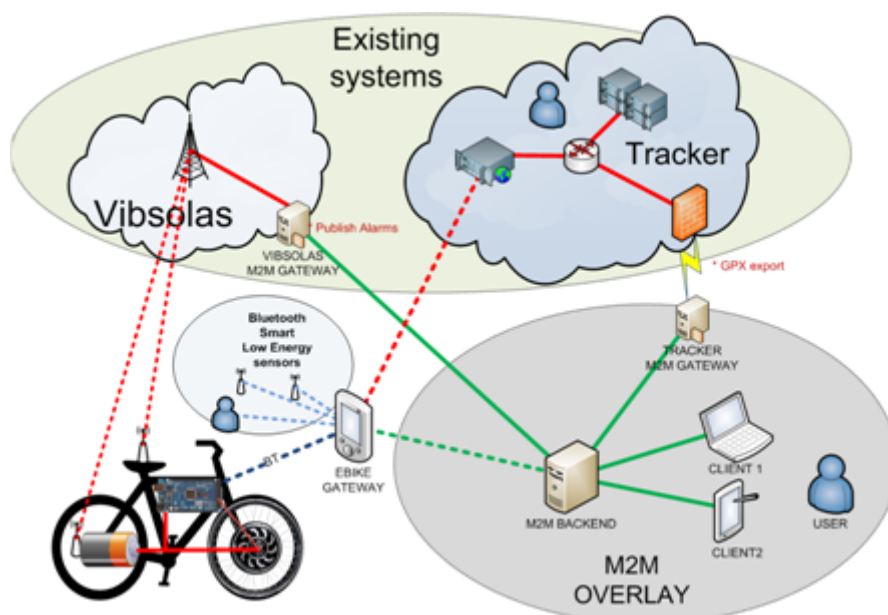 Existing
systems
Tracker
Vibsolas
* Publish Alarms
VIBSOLAS
M2M GATEWAY
* GPX export
Bluetooth
Smart
Low Energy
sensors
TRACKER
M2M GATEWAY
BT
EBIKE
GATEWAY
CLIENT 1
M2M BACKEND
USER
CLIENT2
M2M
OVERLAY